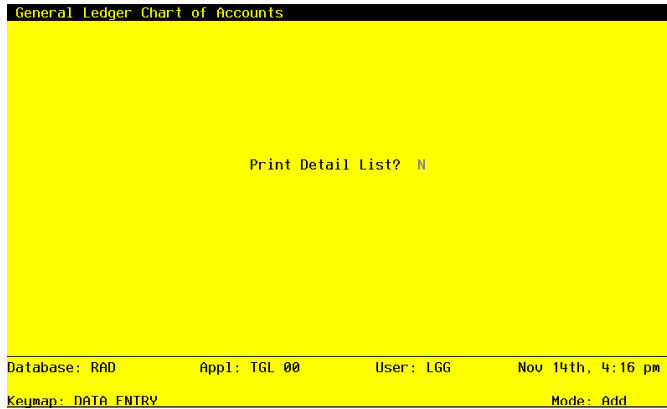 General Ledger Chart of Accounts
Print Detail List? N
Database: RAD Appl: TGL 00 User: LGG Nov 14th, 4:16 pm
Keymap: DATA ENTRY Mode: Add